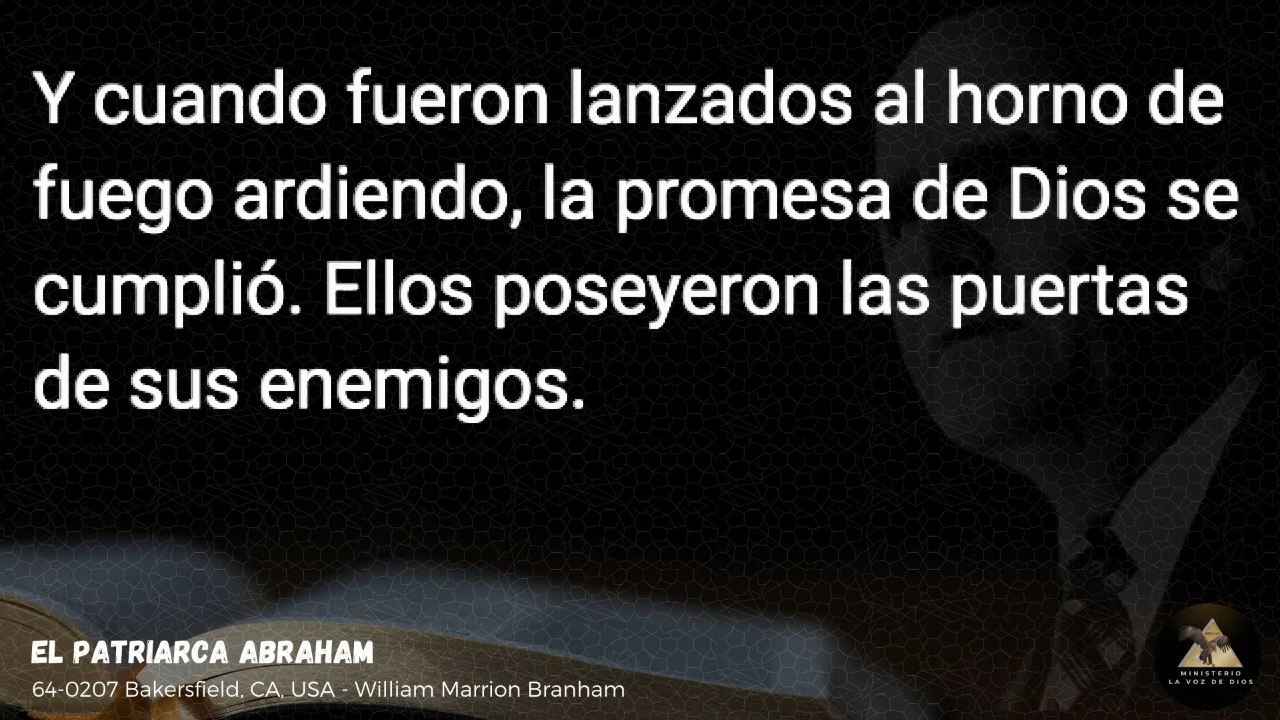 Y cuando fueron lanzados al horno de
fuego ardiendo, la promesa de Dios se
cumplió. Ellos poseyeron las puertas
de sus enemigos.
EL PATRIARCA ABRAHAM
64-0207 Bakersfield, CA, USA - William Marrion Branham
MINISTERIO
LA VOZ DE DIOS